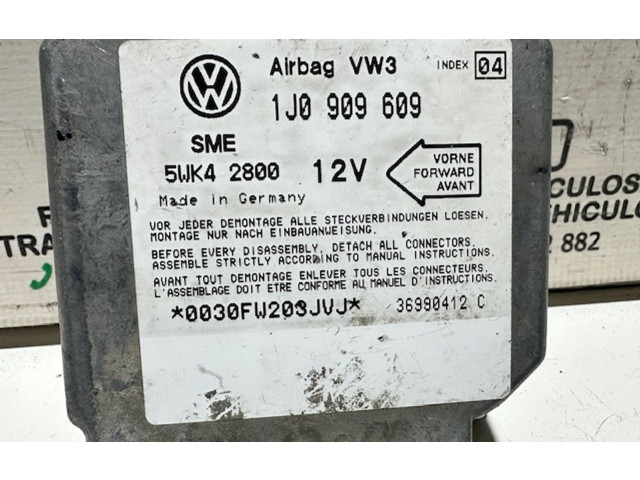 Airbag VW3 INDEX 04
1J0 909 609
SME
5WK4 2800 12V
VORNE
FORWARD
AVANT
Made in Germany
VOR JEDER DEMONTAGE ALLE STECKVERBINDUNGEN LOESEN.
MONTAGE NUR NACH EINBAUANWEISUNG.
BEFORE EVERY DISASSEMBLY, DETACH ALL CONNECTORS.
ASSEMBLE STRICTLY ACCORDING TO MANUAL INSTRUCTIONS.
AVANT TOUT DEMONTAGE ENLEVER TOUS LES CONNECTEURS.
L'ASSEMBLAGE DOIT ETRE CONFORME AU MANUEL D'INSTRUCTIONS.
*0030FW203JVJ* 36990412 C
TRA
CULOS
HICULO
2 882